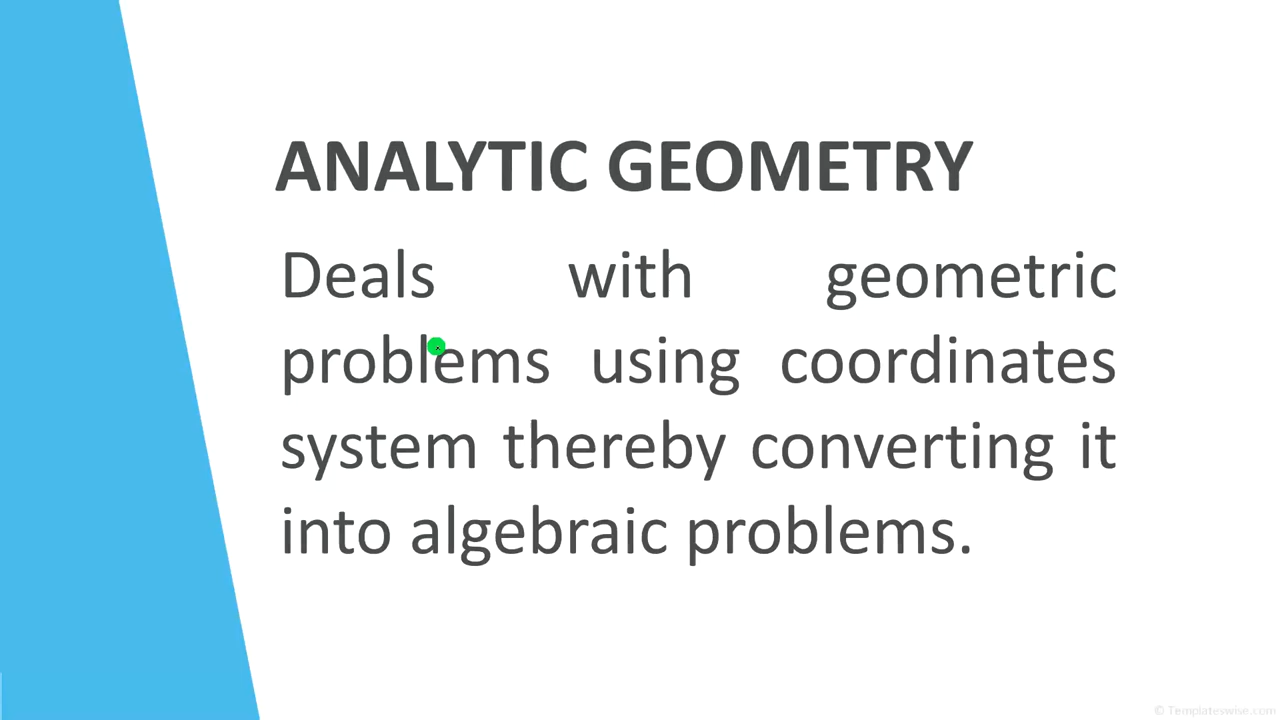 ANALYTIC GEOMETRY
Deals with geometric
problems using coordinates
system thereby converting it
into algebraic problems.
© Templateswise.com